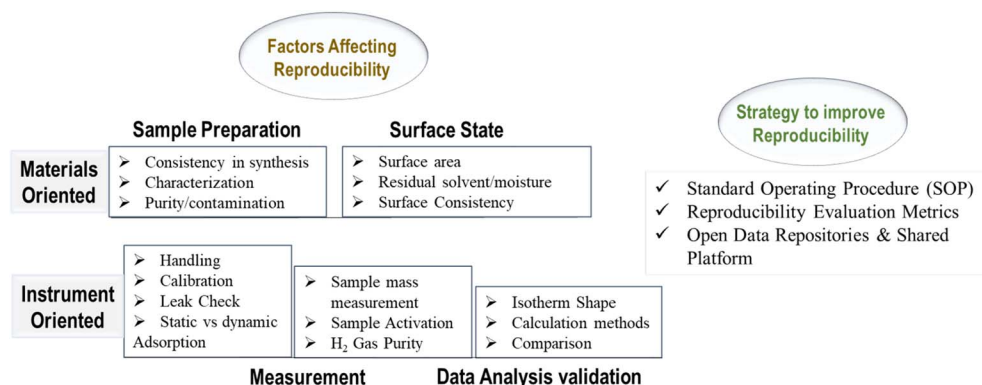 Factors Affecting
Reproducibility
Strategy to improve
Reproducibility
Sample Preparation
Surface State
Materials
Oriented
➤ Consistency in synthesis
➤ Characterization
➤ Purity/contamination
➤ Surface area
➤ Residual solvent/moisture
➤ Surface Consistency
✓ Standard Operating Procedure (SOP)
✓ Reproducibility Evaluation Metrics
✓ Open Data Repositories & Shared
Platform
Instrument
Oriented
➤ Handling
➤ Calibration
➤ Leak Check
➤ Static vs dynamic
Adsorption
➤ Sample mass
measurement
➤ Sample Activation
➤ H₂ Gas Purity
➤ Isotherm Shape
➤ Calculation methods
➤ Comparison
Measurement
Data Analysis validation